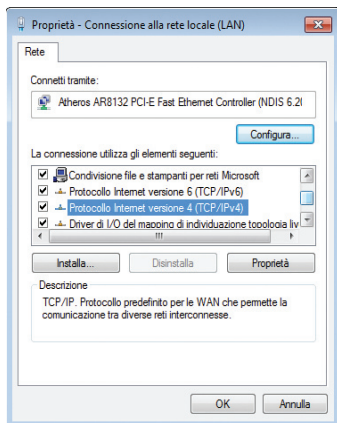 Proprietà - Connessione alla rete locale (LAN)
Rete
Connetti tramite:
Atheros AR8132 PCI-E Fast Ethernet Controller (NDIS 6.2(
Configura...
La connessione utilizza gli elementi seguenti:
Condivisione file e stampanti per reti Microsoft
Protocollo Internet versione 6 (TCP/IPv6)
Protocollo Internet versione 4 (TCP/IPv4)
Driver di I/O del mapping di individuazione topologia liv
Installa...
Disinstalla
Proprietà
Descrizione
TCP/IP. Protocollo predefinito per le WAN che permette la
comunicazione tra diverse reti interconnesse.
OK
Annulla